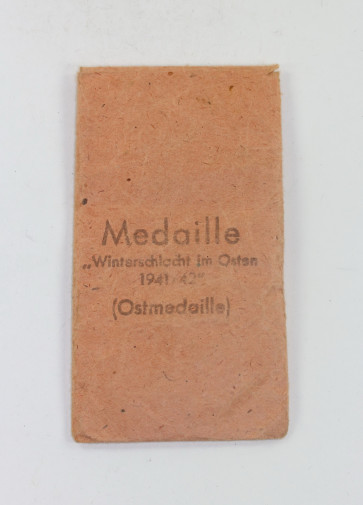 Medaille
„Winterschlacht im Osten
1941/42"
(Ostmedaille)